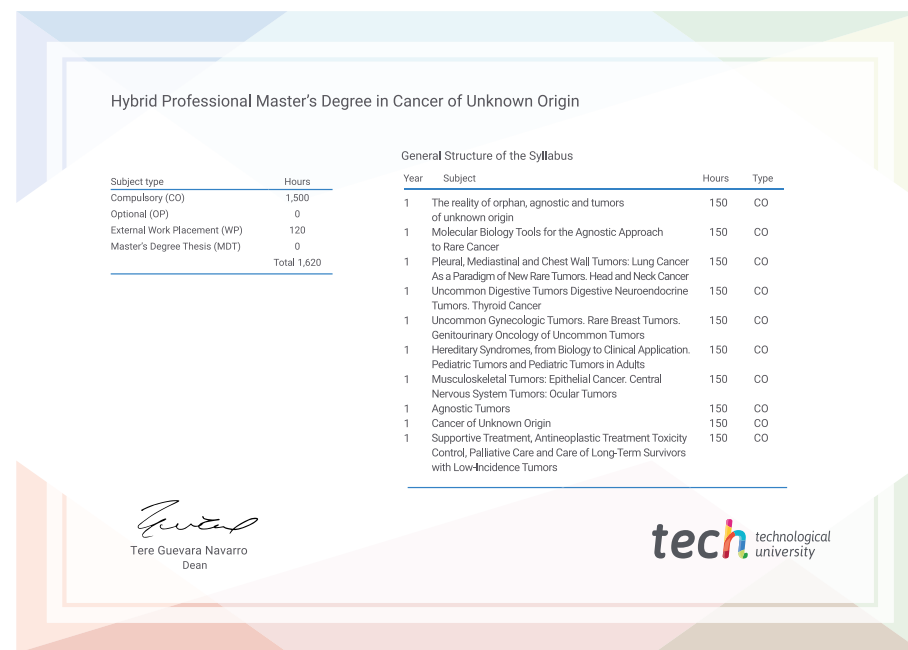 Hybrid Professional Master's Degree in Cancer of Unknown Origin
General Structure of the Syllabus
Subject type Hours
Compulsory (CO) 1,500
Optional (OP) 0
External Work Placement (WP) 120
Master's Degree Thesis (MDT) 0
Total 1,620
Year Subject Hours Type
1 The reality of orphan, agnostic and tumors 150 CO
of unknown origin
1 Molecular Biology Tools for the Agnostic Approach 150 CO
to Rare Cancer
1 Pleural, Mediastinal and Chest Wall Tumors: Lung Cancer 150 CO
As a Paradigm of New Rare Tumors. Head and Neck Cancer
1 Uncommon Digestive Tumors Digestive Neuroendocrine 150 CO
Tumors. Thyroid Cancer
1 Uncommon Gynecologic Tumors. Rare Breast Tumors. 150 CO
Genitourinary Oncology of Uncommon Tumors
1 Hereditary Syndromes, from Biology to Clinical Application. 150 CO
Pediatric Tumors and Pediatric Tumors in Adults
1 Musculoskeletal Tumors: Epithelial Cancer. Central 150 CO
Nervous System Tumors: Ocular Tumors
1 Agnostic Tumors 150 CO
1 Cancer of Unknown Origin 150 CO
1 Supportive Treatment, Antineoplastic Treatment Toxicity 150 CO
Control, Palliative Care and Care of Long-Term Survivors
with Low-Incidence Tumors
Tere Guevara Navarro
Dean
tech technological
university